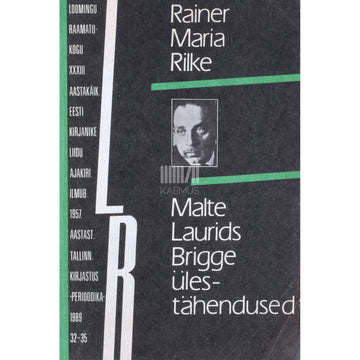 LOOMINGU
RAAMATU-
KOGU
XXXIII
AASTAKÄIK.
EESTI
KIRJANIKE
LIIDU
AJAKIRI
ILMUB
1957.
AASTAST.
TALLINN.
KIRJASTUS
«PERIOODIKA»
1989
32-35
LR
Rainer
Maria
Rilke
KAEMUS
Malte
Laurids
Brigge
üles-
tähendused